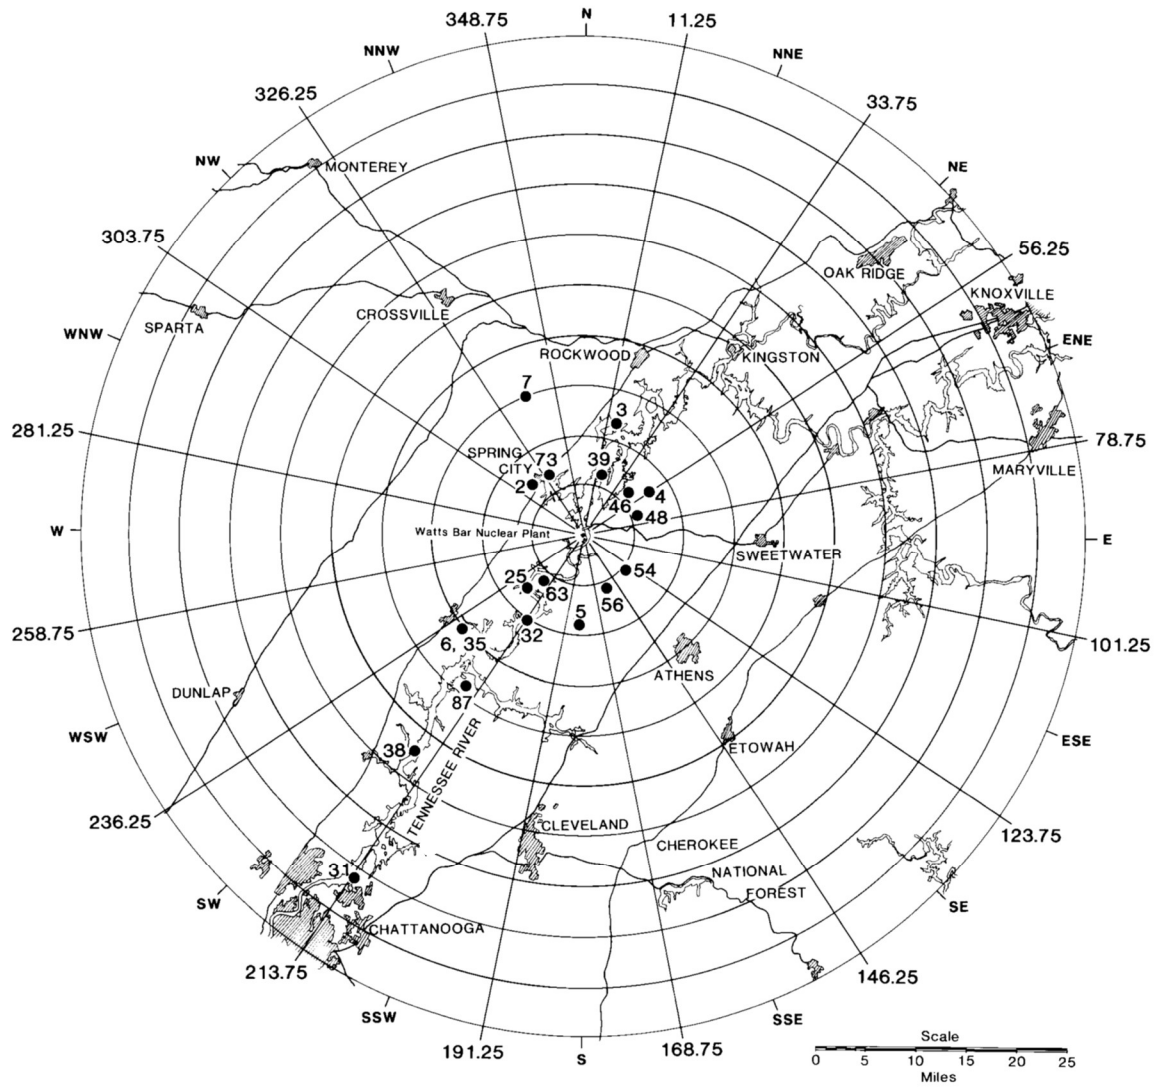 N
348.75
11.25
NNW
NNE
326.25
33.75
NW
MONTEREY
NE
303.75
56.25
OAK RIDGE
KNOXVILLE
CROSSVILLE
SPARTA
WNW
ENE
ROCKWOOD
KINGSTON
7
3
281.25
78.75
SPRING
CITY
73
39
MARYVILLE
2
46
4
48
W
Watts Bar Nuclear Plant
E
SWEETWATER
54
25
63
56
5
32
6, 35
258.75
101.25
ATHENS
DUNLAP
87
WSW
ESE
ETOWAH
38
TENNESSEE RIVER
236.25
CLEVELAND
123.75
CHEROKEE
NATIONAL
FOREST
31
SW
SE
CHATTANOOGA
213.75
146.25
SSW
SSE
191.25
168.75
S
Scale
0 5 10 15 20 25
Miles